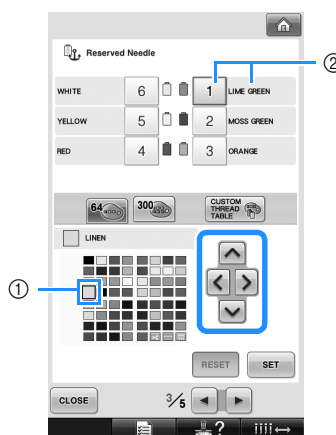 Reserved Needle
②
WHITE 6 1 LIME GREEN
YELLOW 5 2 MOSS GREEN
RED 4 3 ORANGE
64 300 CUSTOM THREAD TABLE
LINEN
①
RESET SET
CLOSE 3/5
?